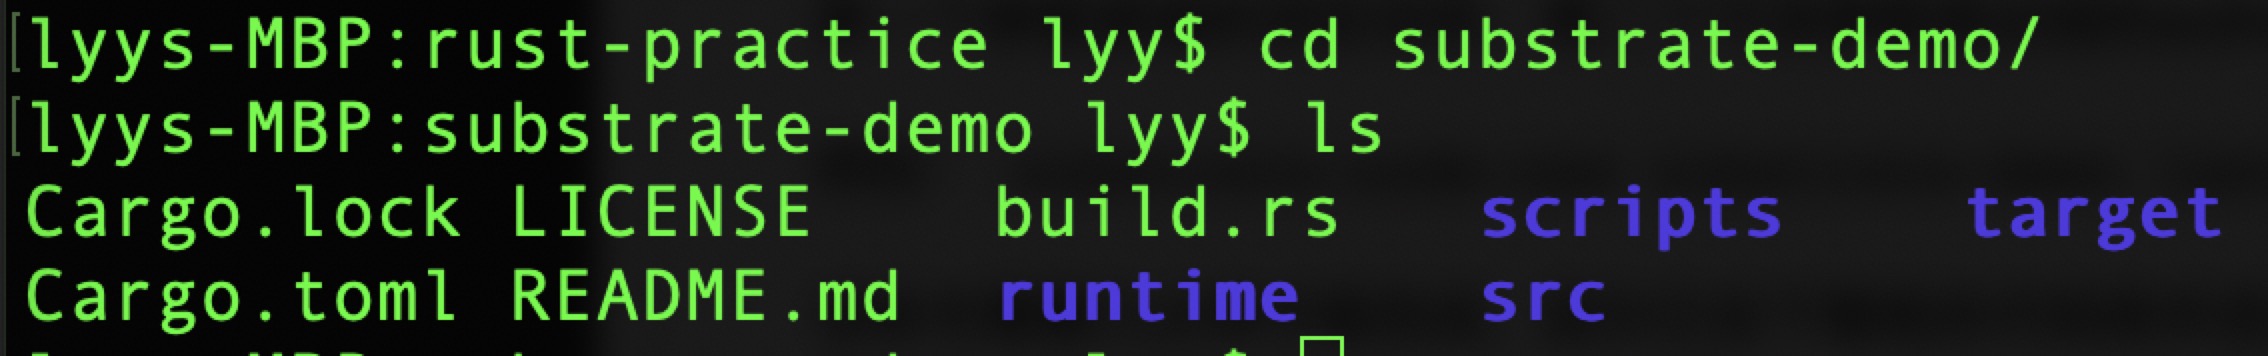 [lyys-MBP:rust-practice lyy$ cd substrate-demo/
[lyys-MBP:substrate-demo lyy$ ls
Cargo.lock LICENSE build.rs scripts target
Cargo.toml README.md runtime src